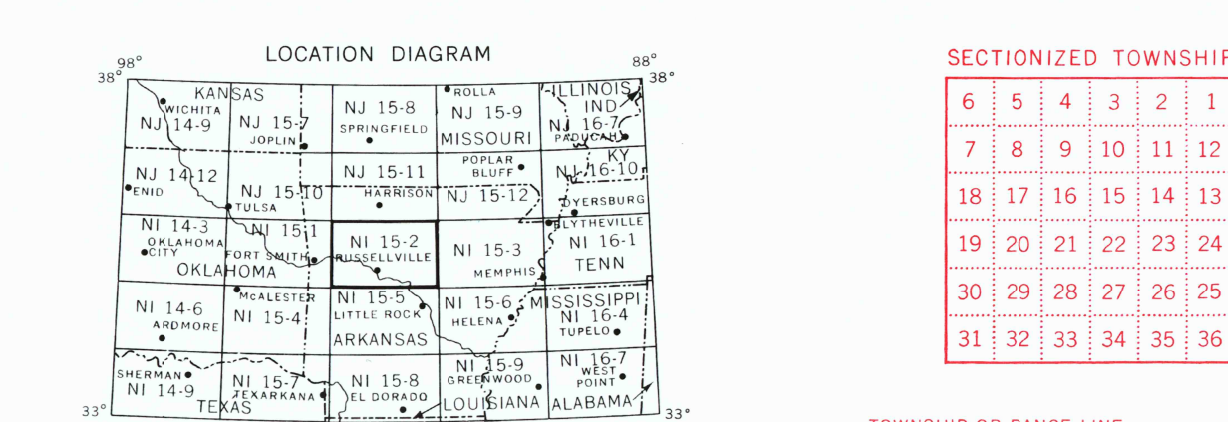 LOCATION DIAGRAM
98° 88°
38° 38°
KANSAS
WICHITA
NJ 14-9
NJ 15-7
JOPLIN
NJ 15-8
SPRINGFIELD
ROLLA
NJ 15-9
MISSOURI
ILLINOIS
IND
NJ 16-7
PADUCAH
KY
NJ 14-12
ENID
NJ 15-10
TULSA
NJ 15-11
HARRISON
POPLAR
BLUFF
NJ 15-12
NJ 16-10
DYERSBURG
BLYTHEVILLE
NI 14-3
OKLAHOMA
CITY
NI 15-1
FORT SMITH
OKLAHOMA
NI 15-2
RUSSELLVILLE
NI 15-3
MEMPHIS
NI 16-1
TENN
NI 14-6
ARDMORE
McALESTER
NI 15-4
NI 15-5
LITTLE ROCK
ARKANSAS
NI 15-6
HELENA
MISSISSIPPI
NI 16-4
TUPELO
SHERMAN
NI 14-9
TEXAS
NI 15-7
TEXARKANA
NI 15-8
EL DORADO
NI 15-9
GREENWOOD
LOUISIANA
NI 16-7
WEST
POINT
ALABAMA
33° 33°
SECTIONIZED TOWNSHIP
6 5 4 3 2 1
7 8 9 10 11 12
18 17 16 15 14 13
19 20 21 22 23 24
30 29 28 27 26 25
31 32 33 34 35 36
TOWNSHIP OR RANGE LINE